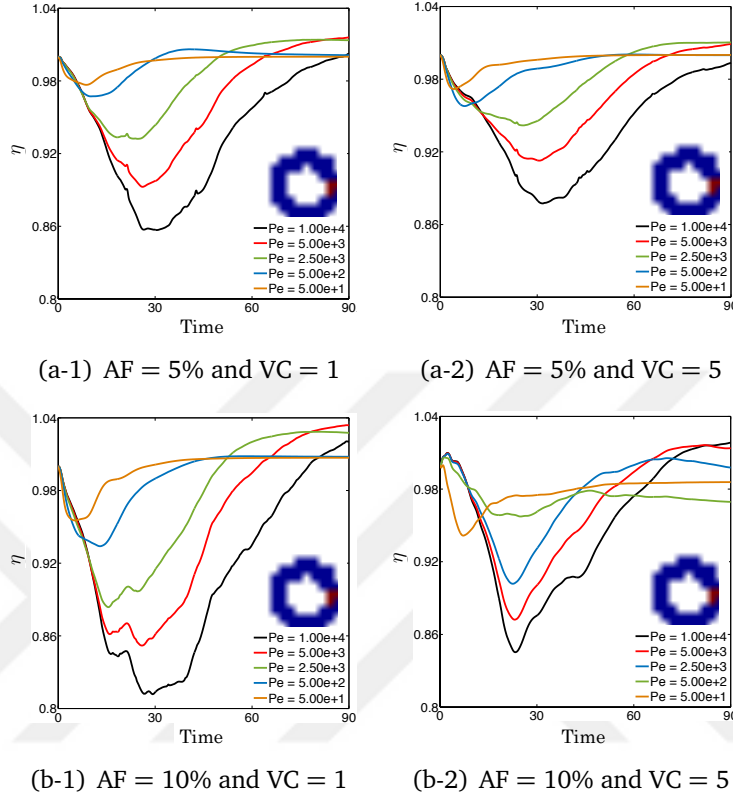 1.04
0.98
η
0.92
0.86
0.8
0 30 60 90
Time
Pe = 1.00e+4
Pe = 5.00e+3
Pe = 2.50e+3
Pe = 5.00e+2
Pe = 5.00e+1
(a-1) AF = 5% and VC = 1
1.04
0.98
η
0.92
0.86
0.8
0 30 60 90
Time
Pe = 1.00e+4
Pe = 5.00e+3
Pe = 2.50e+3
Pe = 5.00e+2
Pe = 5.00e+1
(a-2) AF = 5% and VC = 5
1.04
0.98
η
0.92
0.86
0.8
0 30 60 90
Time
Pe = 1.00e+4
Pe = 5.00e+3
Pe = 2.50e+3
Pe = 5.00e+2
Pe = 5.00e+1
(b-1) AF = 10% and VC = 1
1.04
0.98
η
0.92
0.86
0.8
0 30 60 90
Time
Pe = 1.00e+4
Pe = 5.00e+3
Pe = 2.50e+3
Pe = 5.00e+2
Pe = 5.00e+1
(b-2) AF = 10% and VC = 5